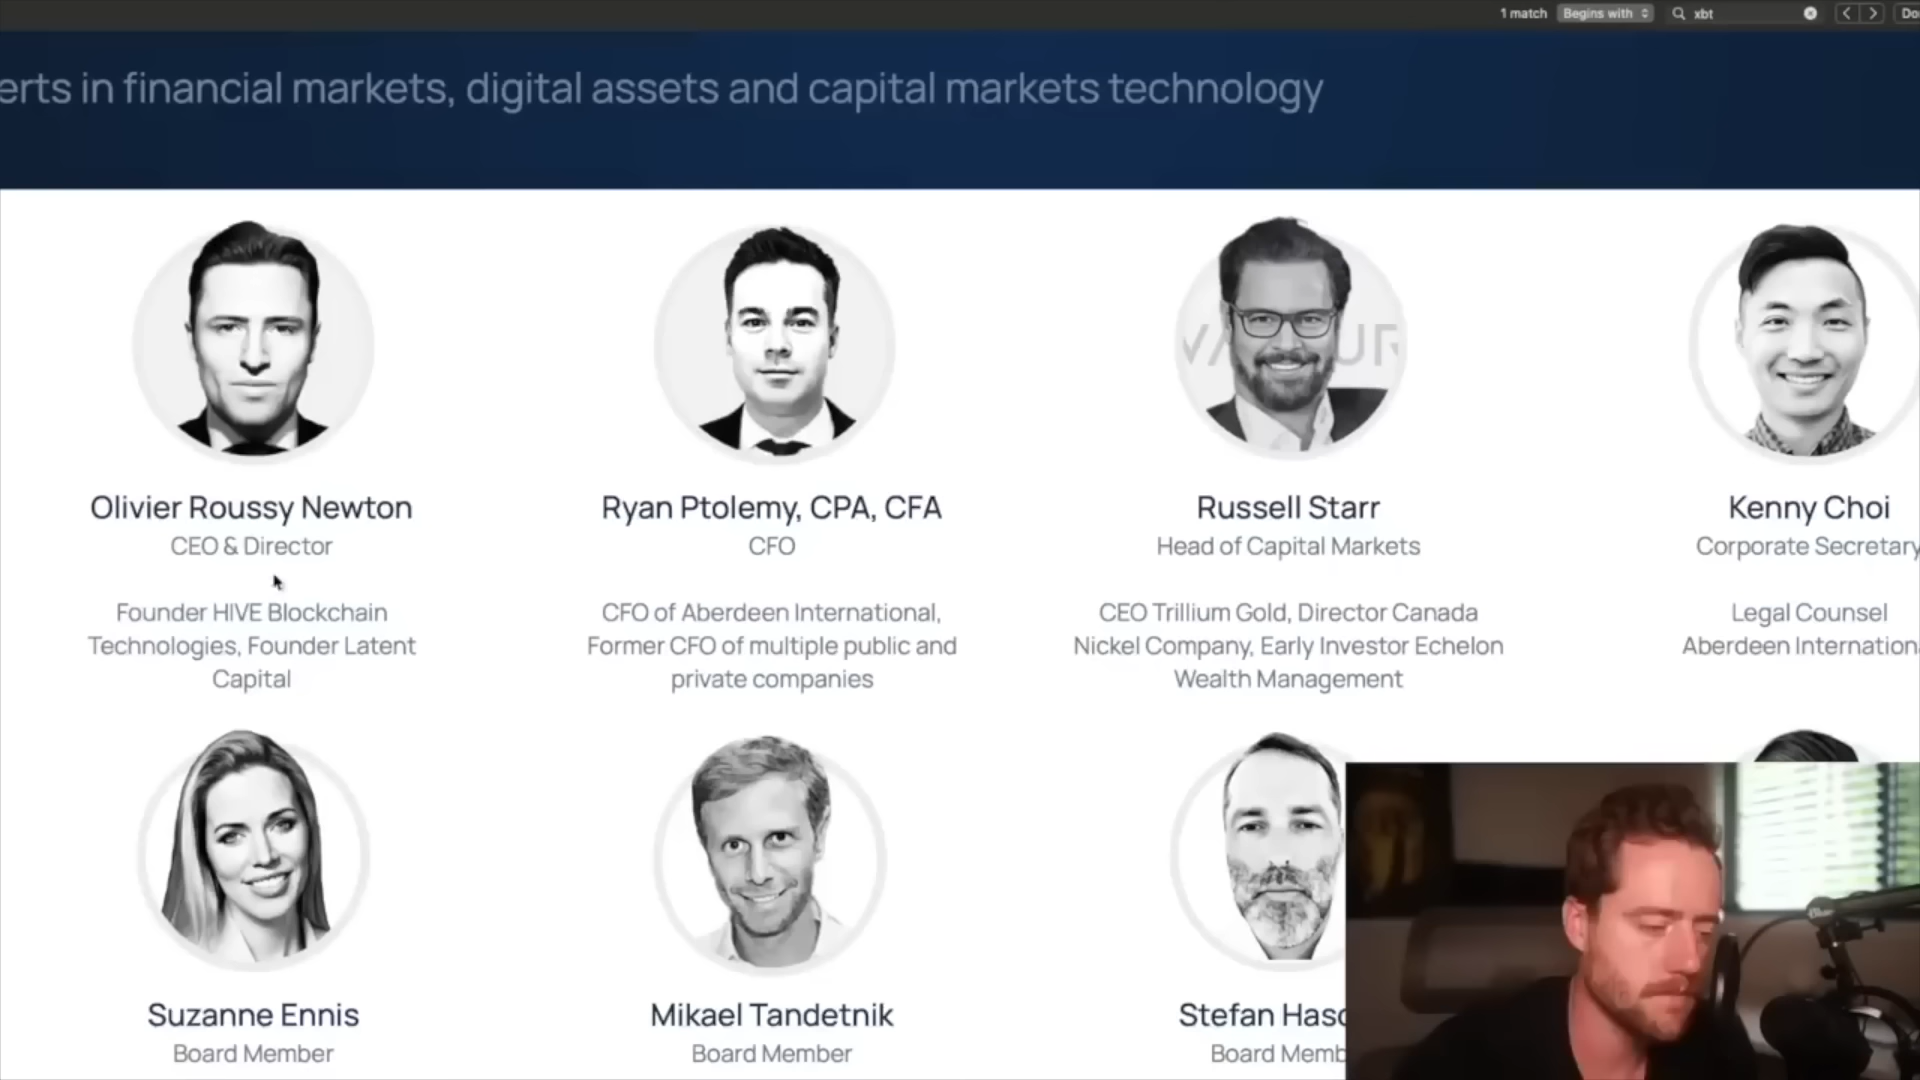 1 match Begins with xbt
erts in financial markets, digital assets and capital markets technology
Olivier Roussy Newton
CEO & Director
Founder HIVE Blockchain
Technologies, Founder Latent
Capital
Ryan Ptolemy, CPA, CFA
CFO
CFO of Aberdeen International,
Former CFO of multiple public and
private companies
Russell Starr
Head of Capital Markets
CEO Trillium Gold, Director Canada
Nickel Company, Early Investor Echelon
Wealth Management
Kenny Choi
Corporate Secretary
Legal Counsel
Aberdeen Internation
Suzanne Ennis
Board Member
Mikael Tandetnik
Board Member
Stefan Hasc
Board Memb